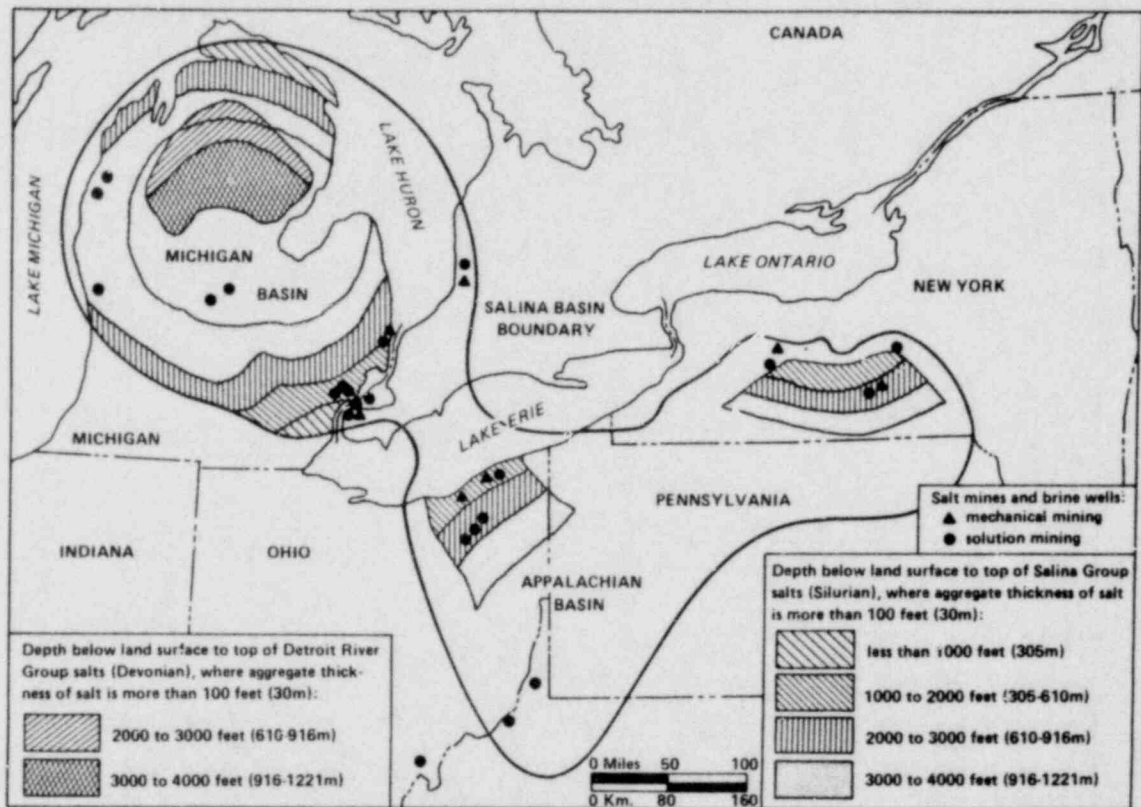 CANADA
LAKE MICHIGAN
LAKE HURON
MICHIGAN
BASIN
SALINA BASIN
BOUNDARY
LAKE ONTARIO
NEW YORK
LAKE ERIE
MICHIGAN
INDIANA
OHIO
PENNSYLVANIA
APPALACHIAN
BASIN
Salt mines and brine wells:
mechanical mining
solution mining
Depth below land surface to top of Detroit River
Group salts (Devonian), where aggregate thick-
ness of salt is more than 100 feet (30m):
2000 to 3000 feet (610-916m)
3000 to 4000 feet (916-1221m)
Depth below land surface to top of Salina Group
salts (Silurian), where aggregate thickness of salt
is more than 100 feet (30m):
less than 1000 feet (305m)
1000 to 2000 feet (305-610m)
2000 to 3000 feet (610-916m)
3000 to 4000 feet (916-1221m)
0 Miles 50 100
0 Km. 80 160